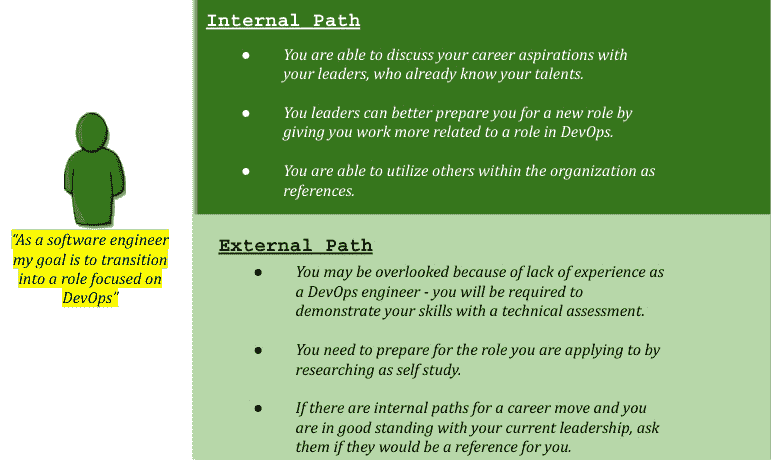 Internal Path
● You are able to discuss your career aspirations with
your leaders, who already know your talents.
● You leaders can better prepare you for a new role by
giving you work more related to a role in DevOps.
● You are able to utilize others within the organization as
references.
"As a software engineer
my goal is to transition
into a role focused on
DevOps"
External Path
● You may be overlooked because of lack of experience as
a DevOps engineer - you will be required to
demonstrate your skills with a technical assessment.
● You need to prepare for the role you are applying to by
researching as self study.
● If there are internal paths for a career move and you
are in good standing with your current leadership, ask
them if they would be a reference for you.